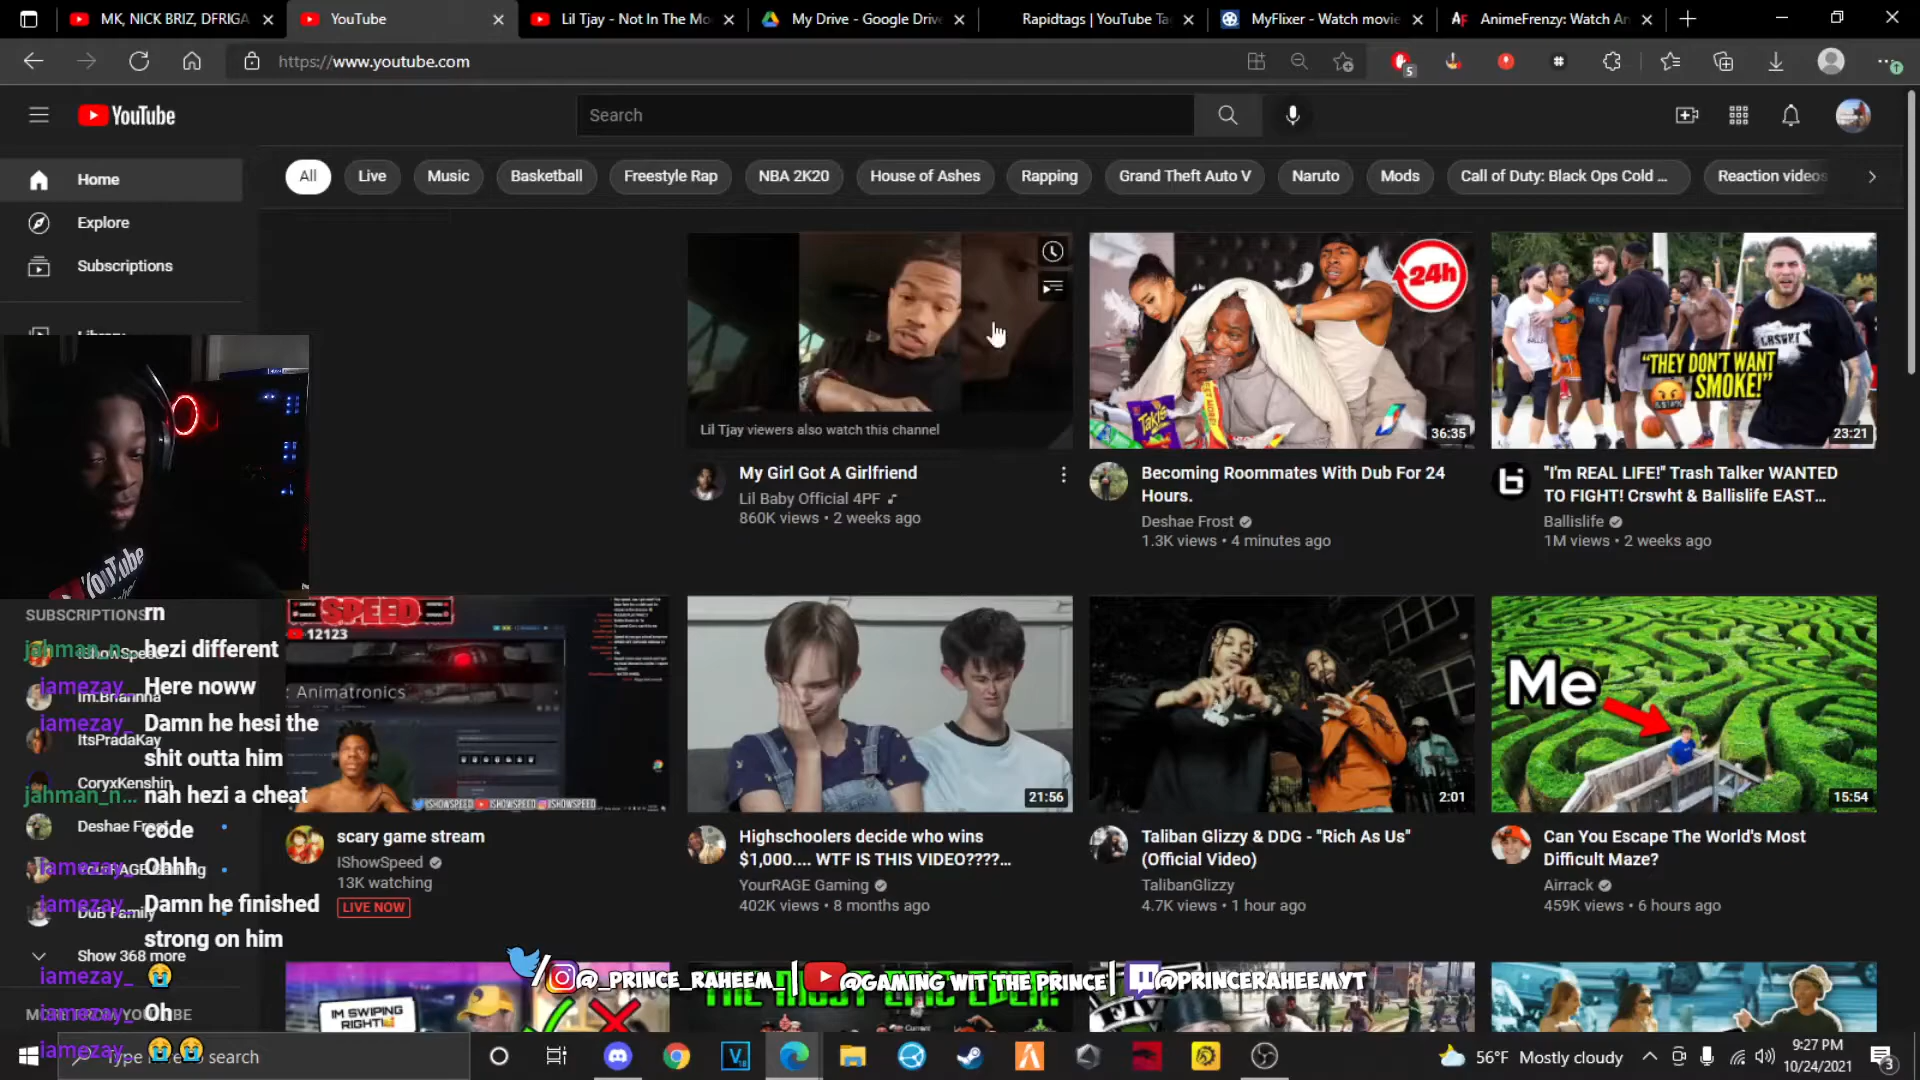 MK, NICK BRIZ, DFRIGA
YouTube
Lil Tjay - Not In The Mo
My Drive - Google Drive
Rapidtags | YouTube Ta
MyFlixer - Watch movie
AnimeFrenzy: Watch An
https://www.youtube.com
5
YouTube
Search
All
Live
Music
Basketball
Freestyle Rap
NBA 2K20
House of Ashes
Rapping
Grand Theft Auto V
Naruto
Mods
Call of Duty: Black Ops Cold ...
Reaction videos
Home
Explore
Subscriptions
Library
YouTube
SUBSCRIPTIONS
IShowSpeed
Im.Brianna
ItsPradaKay
CoryxKenshin
Deshae Frost
YourRAGE Gaming
DuB Family
Show 368 more
MORE FROM YOUTUBE
rn
jahman_n... hezi different
iamezay_ Here noww
iamezay_ Damn he hesi the
shit outta him
jahman_n... nah hezi a cheat
code
iamezay_ Ohhh
iamezay_ Damn he finished
strong on him
iamezay_ 😭
iamezay_ Oh
iamezay_ 😭😭
Lil Tjay viewers also watch this channel
My Girl Got A Girlfriend
Lil Baby Official 4PF
860K views • 2 weeks ago
24h
TAKIS
36:35
Becoming Roommates With Dub For 24
Hours.
Deshae Frost
1.3K views • 4 minutes ago
"THEY DON'T WANT
SMOKE!"
CRSWHT
23:21
"I'm REAL LIFE!" Trash Talker WANTED
TO FIGHT! Crswht & Ballislife EAST...
Ballislife
1M views • 2 weeks ago
SPEED
12123
: Animatronics
ISHOWSPEED
ISHOWSPEED
ISHOWSPEED
scary game stream
IShowSpeed
13K watching
LIVE NOW
21:56
Highschoolers decide who wins
$1,000.... WTF IS THIS VIDEO????...
YourRAGE Gaming
402K views • 8 months ago
2:01
Taliban Glizzy & DDG - "Rich As Us"
(Official Video)
TalibanGlizzy
4.7K views • 1 hour ago
Me
15:54
Can You Escape The World's Most
Difficult Maze?
Airrack
459K views • 6 hours ago
IM SWIPING
RIGHT!
THE MOST EPIC EVER!
@_PRINCE_RAHEEM_ | @GAMING WIT THE PRINCE | @PRINCERAHEEMYT
Type here to search
56°F Mostly cloudy
9:27 PM
10/24/2021
3